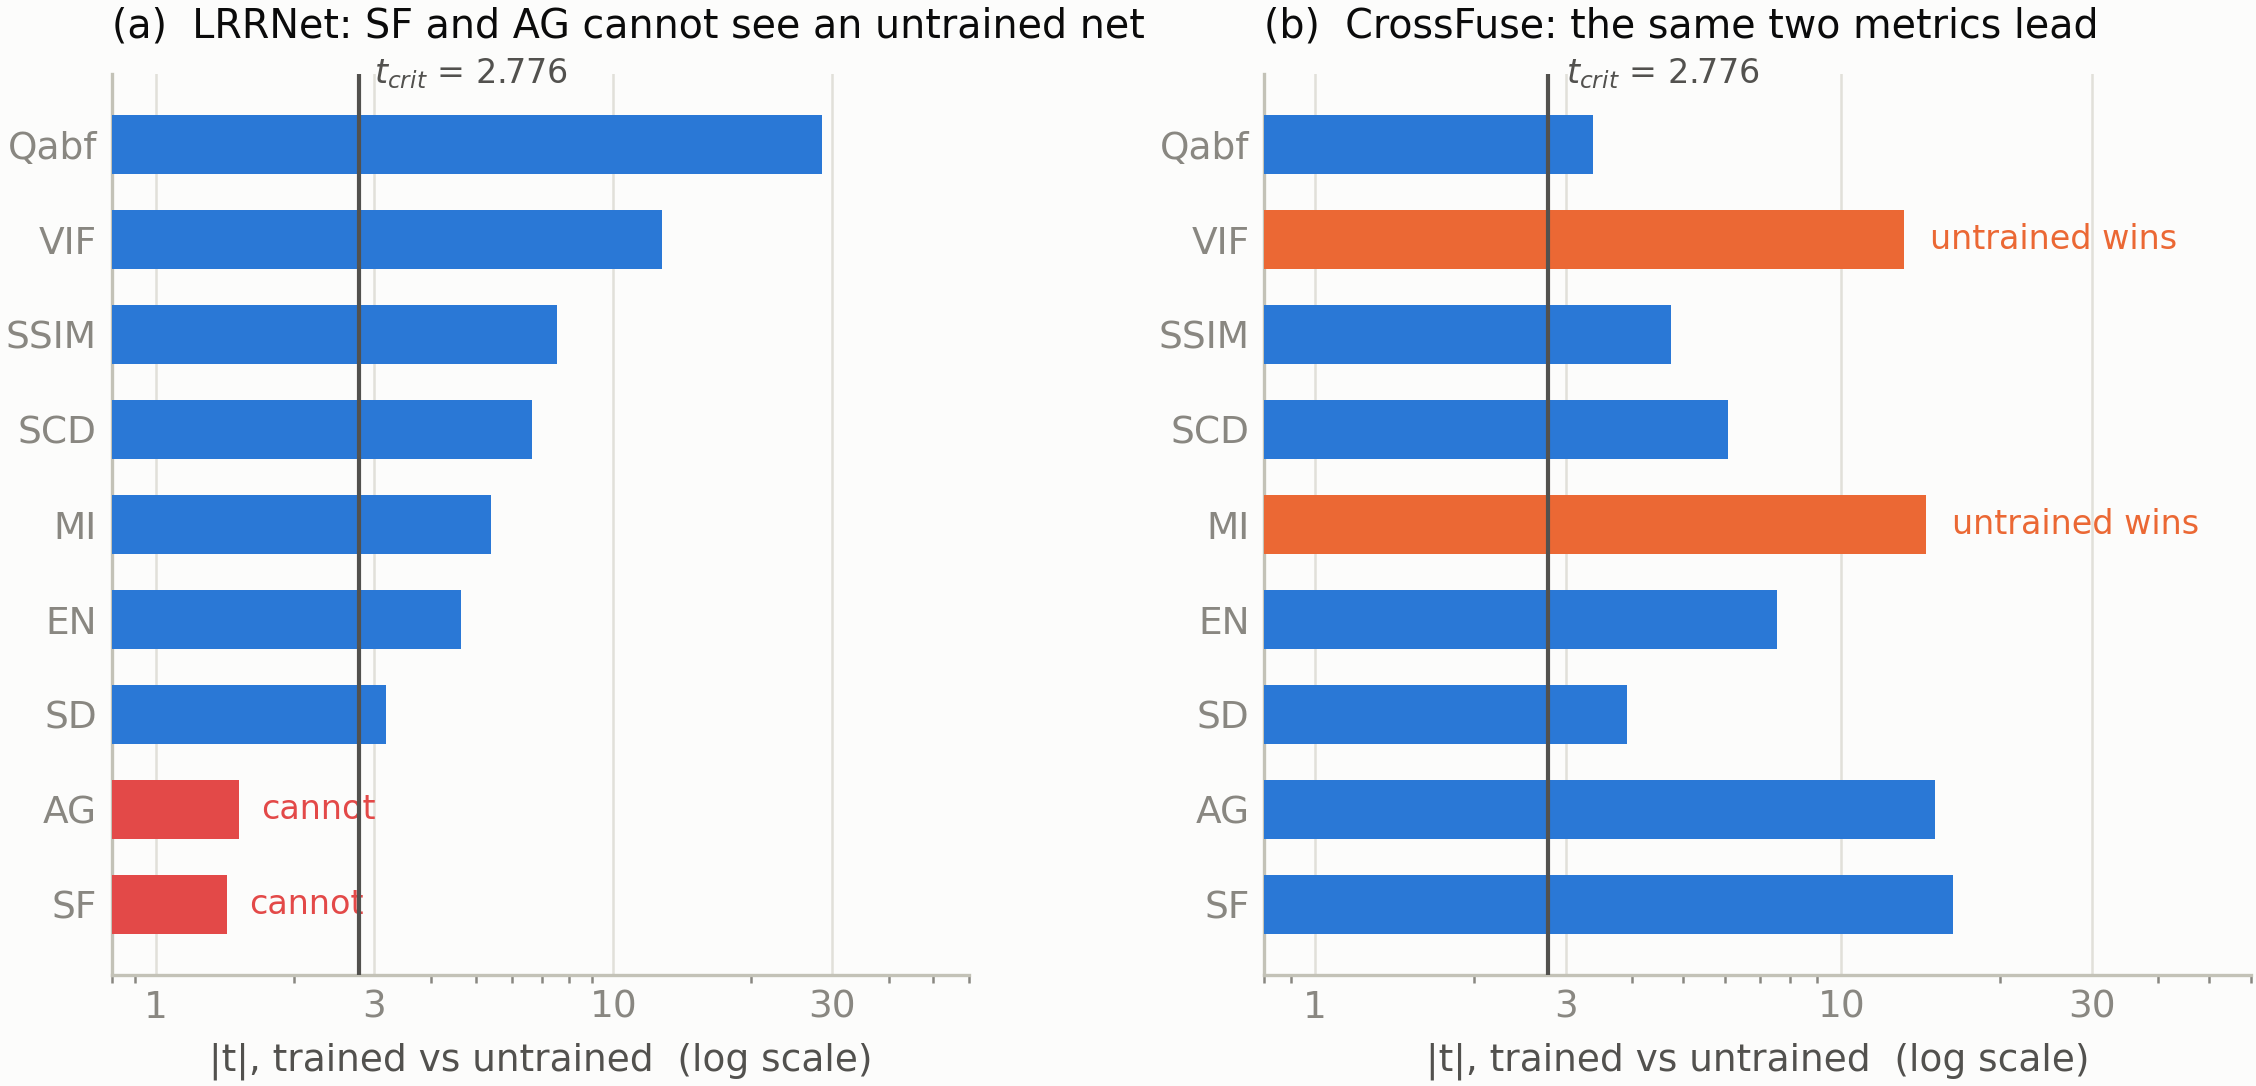 (a)  LRRNet: SF and AG cannot see an untrained net
t_crit = 2.776
Qabf
VIF
SSIM
SCD
MI
EN
SD
AG
cannot
SF
cannot
1
3
10
30
|t|, trained vs untrained  (log scale)
(b)  CrossFuse: the same two metrics lead
t_crit = 2.776
Qabf
VIF
untrained wins
SSIM
SCD
MI
untrained wins
EN
SD
AG
SF
1
3
10
30
|t|, trained vs untrained  (log scale)